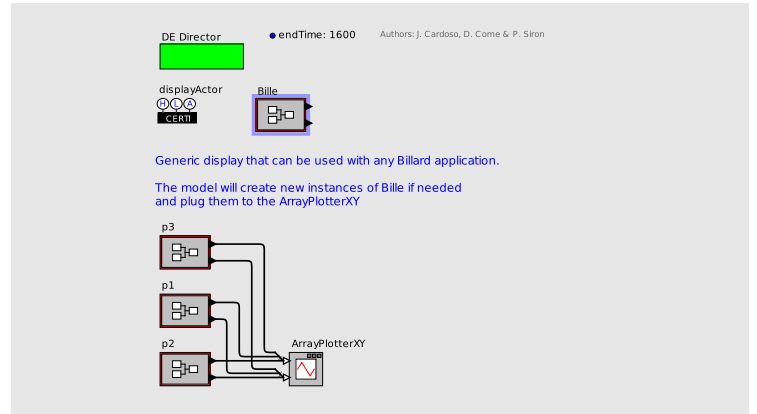 DE Director
endTime: 1600
Authors: J. Cardoso, D. Come & P. Siron
displayActor
H L A
CERTI
Bille
Generic display that can be used with any Billard application.
The model will create new instances of Bille if needed
and plug them to the ArrayPlotterXY
p3
p1
p2
ArrayPlotterXY